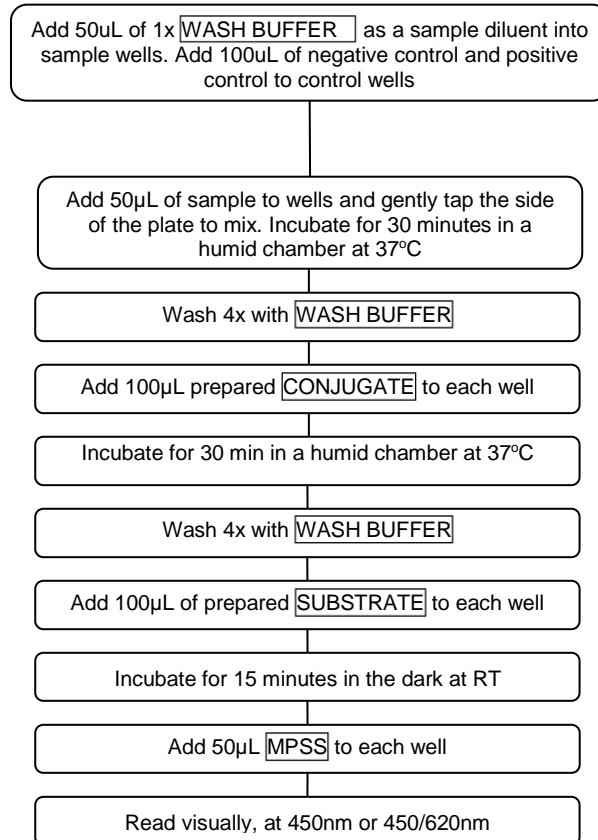 Add 50uL of 1x WASH BUFFER as a sample diluent into
sample wells. Add 100uL of negative control and positive
control to control wells
Add 50µL of sample to wells and gently tap the side
of the plate to mix. Incubate for 30 minutes in a
humid chamber at 37ºC
Wash 4x with WASH BUFFER
Add 100µL prepared CONJUGATE to each well
Incubate for 30 min in a humid chamber at 37ºC
Wash 4x with WASH BUFFER
Add 100µL of prepared SUBSTRATE to each well
Incubate for 15 minutes in the dark at RT
Add 50µL MPSS to each well
Read visually, at 450nm or 450/620nm